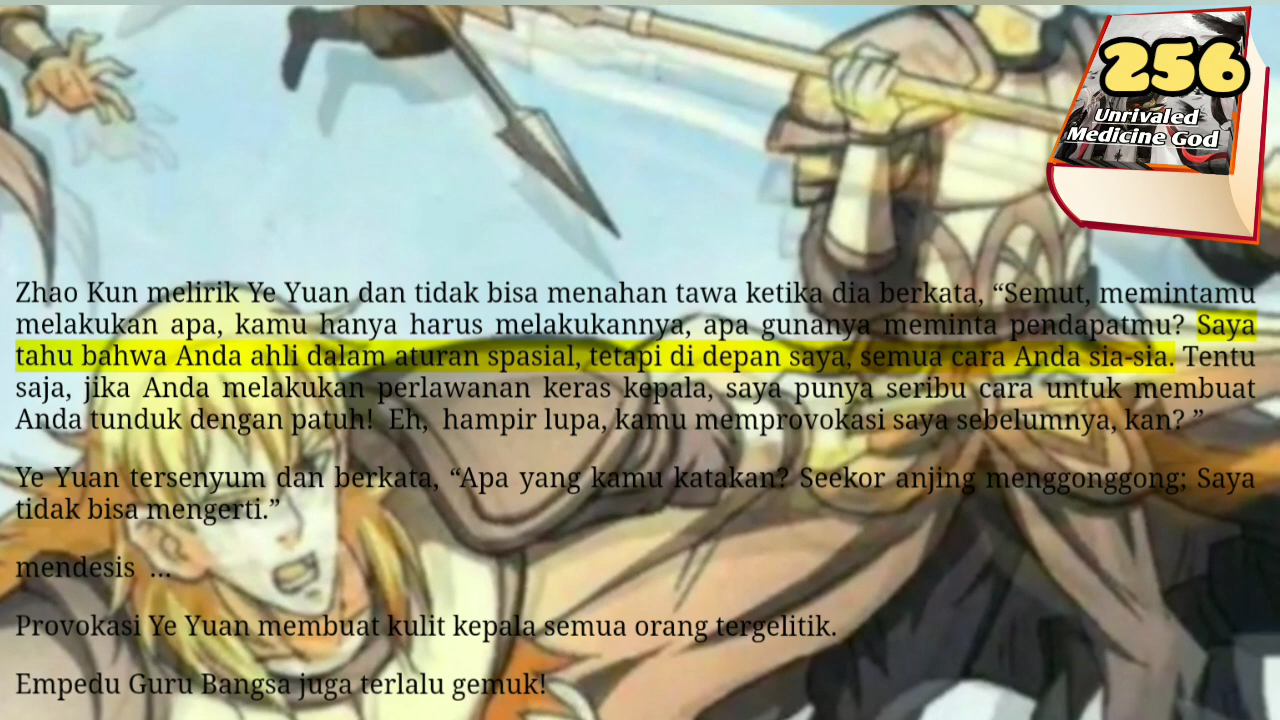 256
Unrivaled
Medicine God
Zhao Kun melirik Ye Yuan dan tidak bisa menahan tawa ketika dia berkata, “Semut, memintamu
melakukan apa, kamu hanya harus melakukannya, apa gunanya meminta pendapatmu? Saya
tahu bahwa Anda ahli dalam aturan spasial, tetapi di depan saya, semua cara Anda sia-sia. Tentu
saja, jika Anda melakukan perlawanan keras kepala, saya punya seribu cara untuk membuat
Anda tunduk dengan patuh! Eh, hampir lupa, kamu memprovokasi saya sebelumnya, kan? ”
Ye Yuan tersenyum dan berkata, “Apa yang kamu katakan? Seekor anjing menggonggong; Saya
tidak bisa mengerti.”
mendesis ...
Provokasi Ye Yuan membuat kulit kepala semua orang tergelitik.
Empedu Guru Bangsa juga terlalu gemuk!